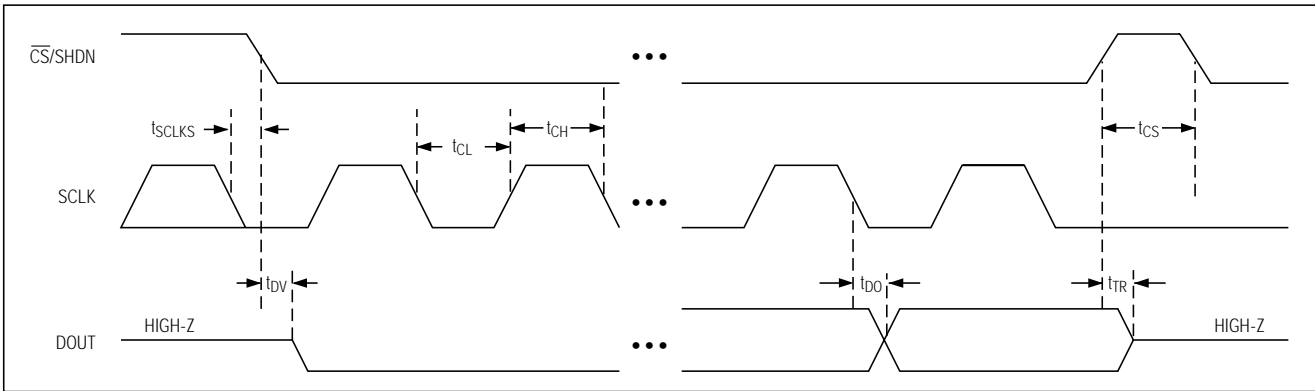 CS/SHDN
tSCLKS
tCL
tCH
tCS
SCLK
tDV
tDO
tTR
HIGH-Z
HIGH-Z
DOUT